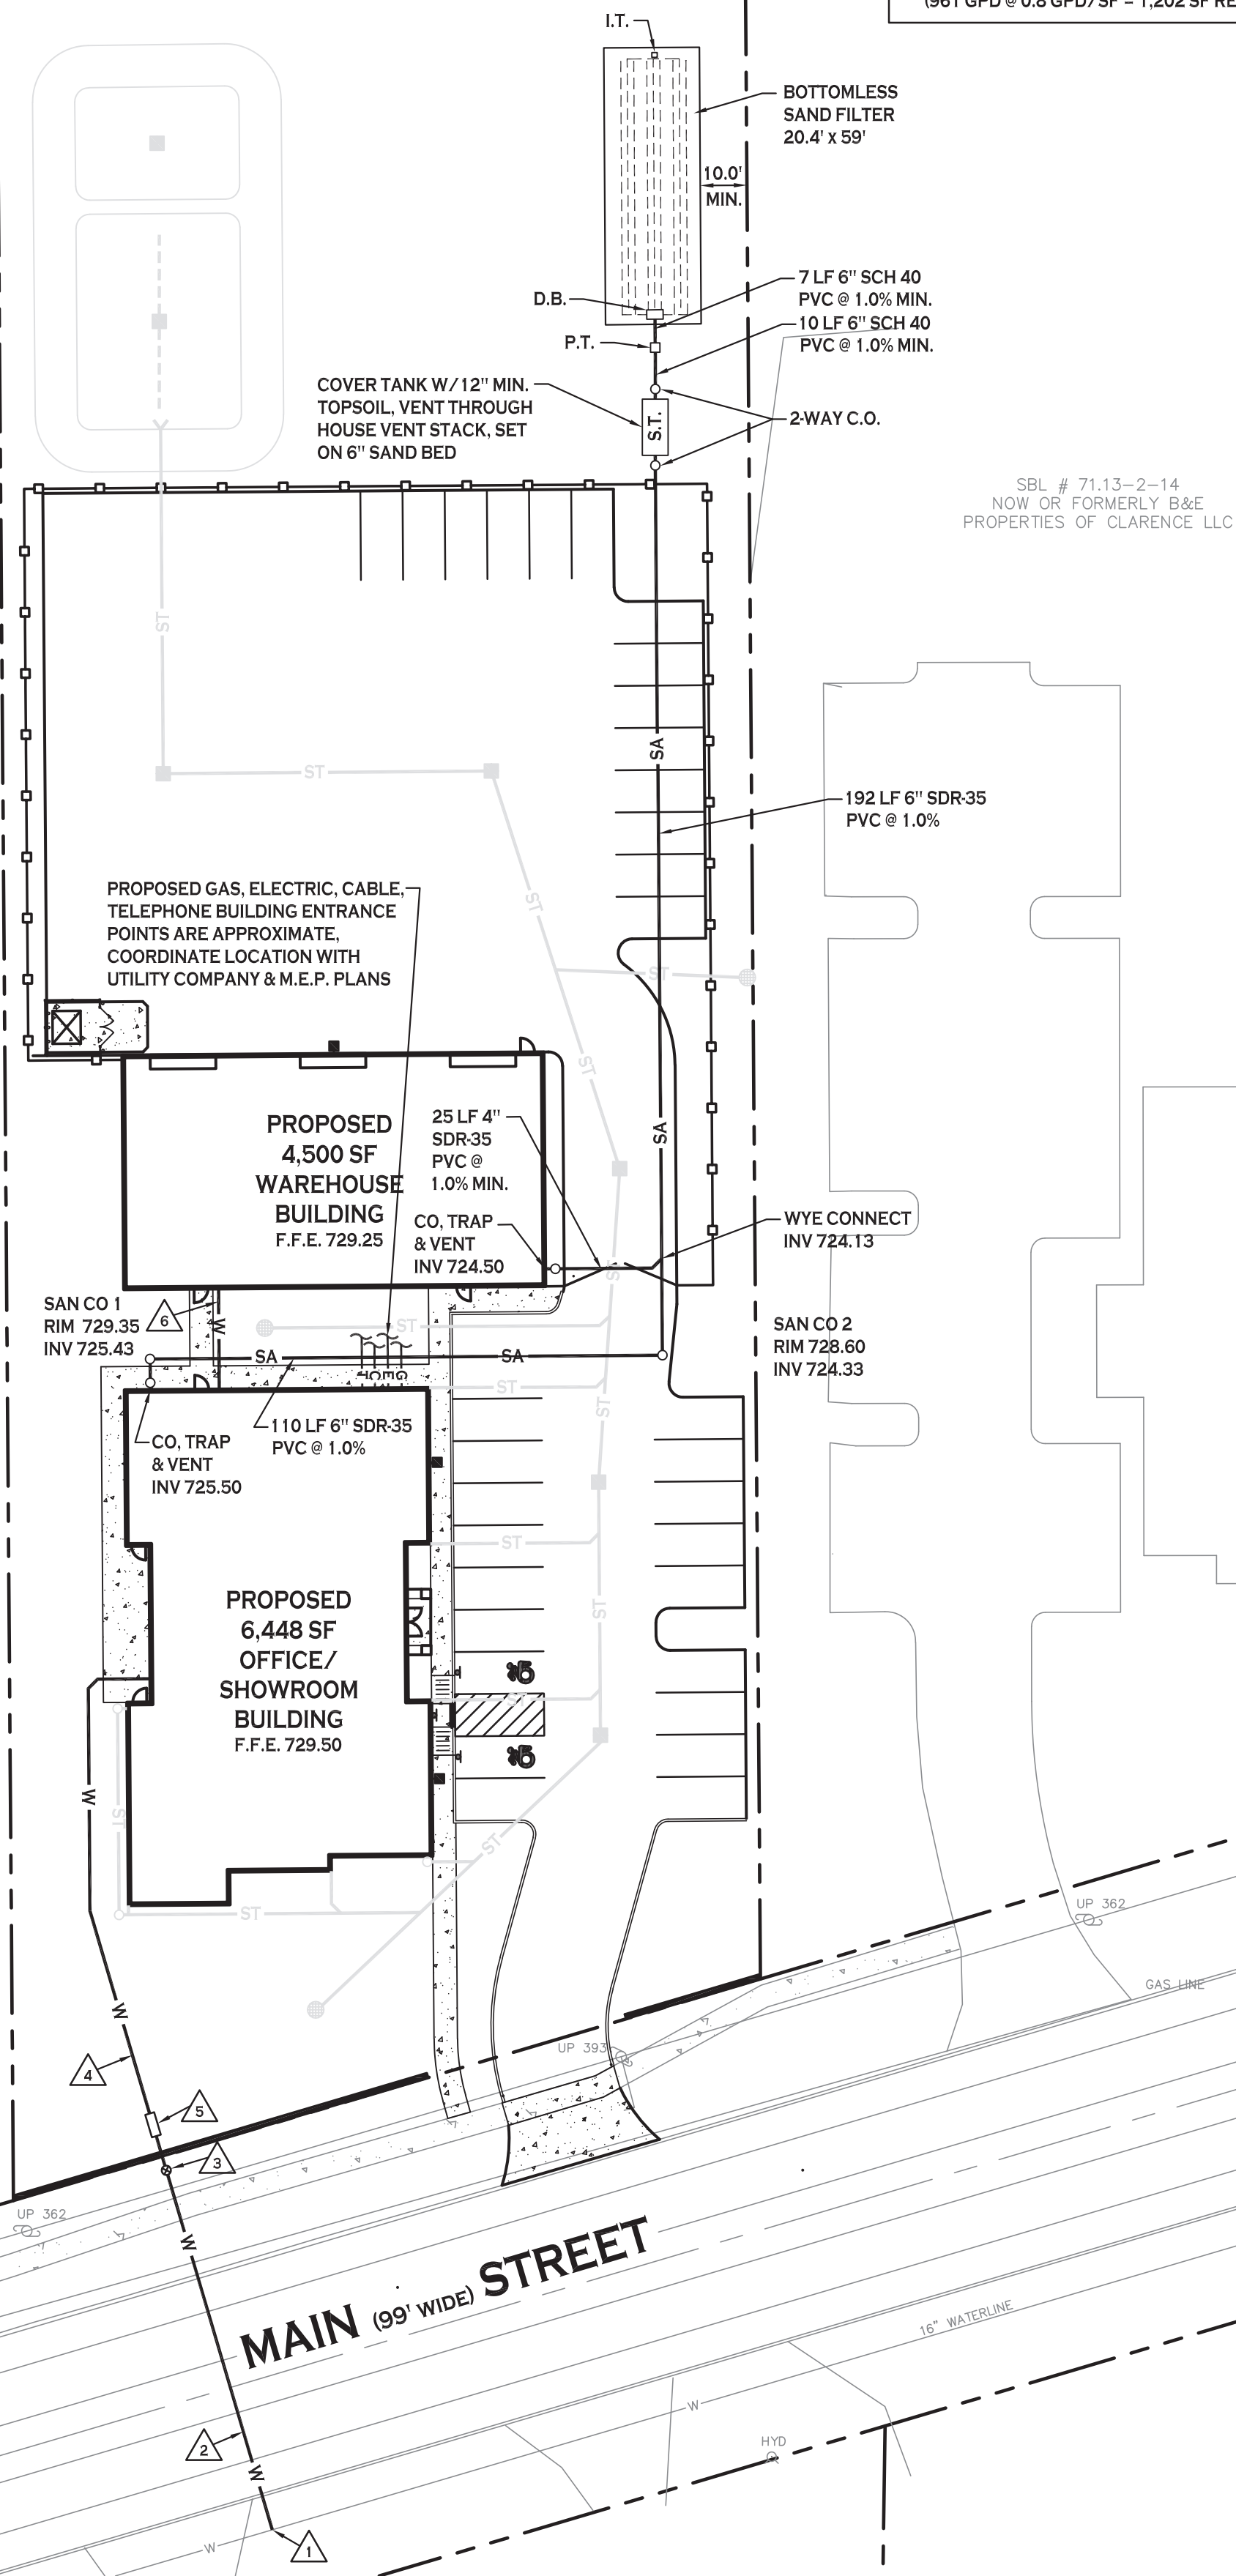 (961 GPD @ 0.8 GPD/SF = 1,202 SF RE
I.T.
BOTTOMLESS
SAND FILTER
20.4' x 59'
10.0'
MIN.
7 LF 6" SCH 40
PVC @ 1.0% MIN.
D.B.
10 LF 6" SCH 40
PVC @ 1.0% MIN.
P.T.
COVER TANK W/12" MIN.
TOPSOIL, VENT THROUGH
HOUSE VENT STACK, SET
ON 6" SAND BED
S.T.
2-WAY C.O.
SBL # 71.13-2-14
NOW OR FORMERLY B&E
PROPERTIES OF CLARENCE LLC
ST
SA
ST
192 LF 6" SDR-35
PVC @ 1.0%
PROPOSED GAS, ELECTRIC, CABLE,
TELEPHONE BUILDING ENTRANCE
POINTS ARE APPROXIMATE,
COORDINATE LOCATION WITH
UTILITY COMPANY & M.E.P. PLANS
ST
ST
ST
PROPOSED
4,500 SF
WAREHOUSE
BUILDING
F.F.E. 729.25
25 LF 4"
SDR-35
PVC @
1.0% MIN.
SA
CO, TRAP
& VENT
INV 724.50
WYE CONNECT
INV 724.13
ST
SAN CO 1
RIM 729.35
INV 725.43
6
W
ST
SAN CO 2
RIM 728.60
INV 724.33
SA
SA
T
C
E
G
ST
ST
110 LF 6" SDR-35
PVC @ 1.0%
CO, TRAP
& VENT
INV 725.50
ST
PROPOSED
6,448 SF
OFFICE/
SHOWROOM
BUILDING
F.F.E. 729.50
ST
ST
W
ST
ST
ST
UP 362
GAS LINE
W
UP 393
4
5
3
UP 362
W
MAIN (99' WIDE) STREET
16" WATERLINE
W
HYD
2
W
W
1